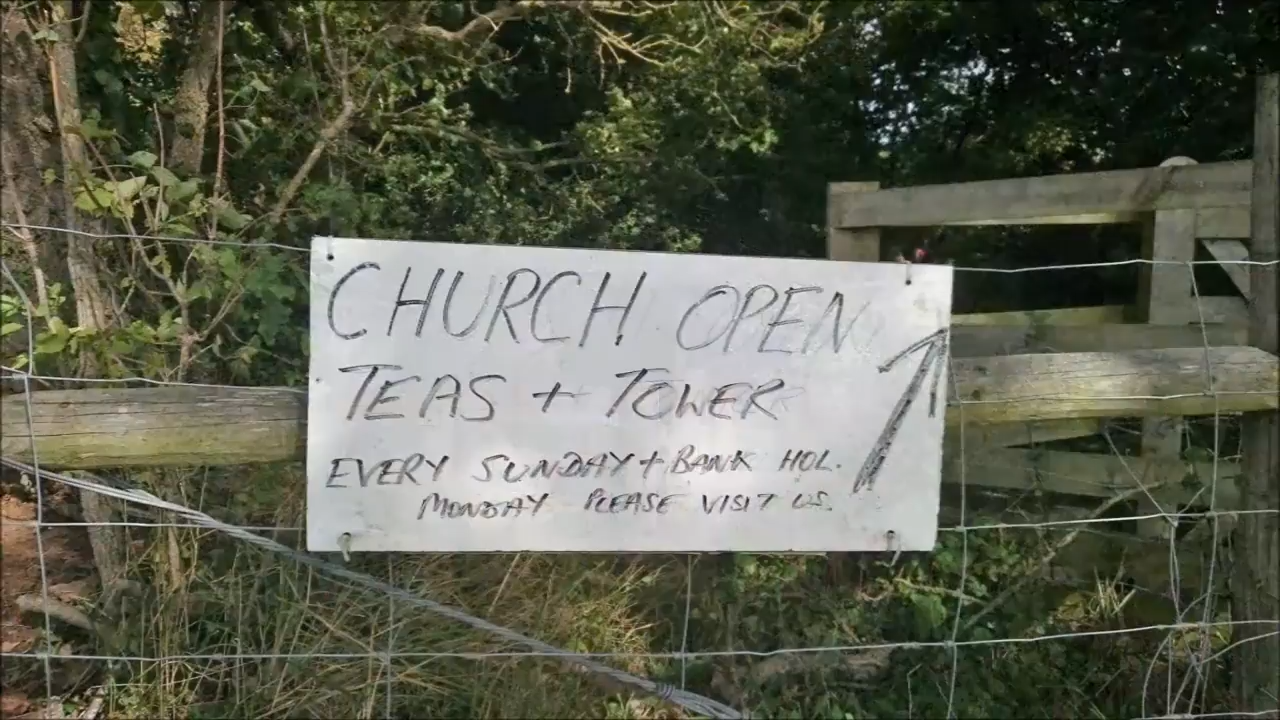 CHURCH OPEN
TEAS + TOWER
EVERY SUNDAY + BANK HOL.
MONDAY PLEASE VISIT US.